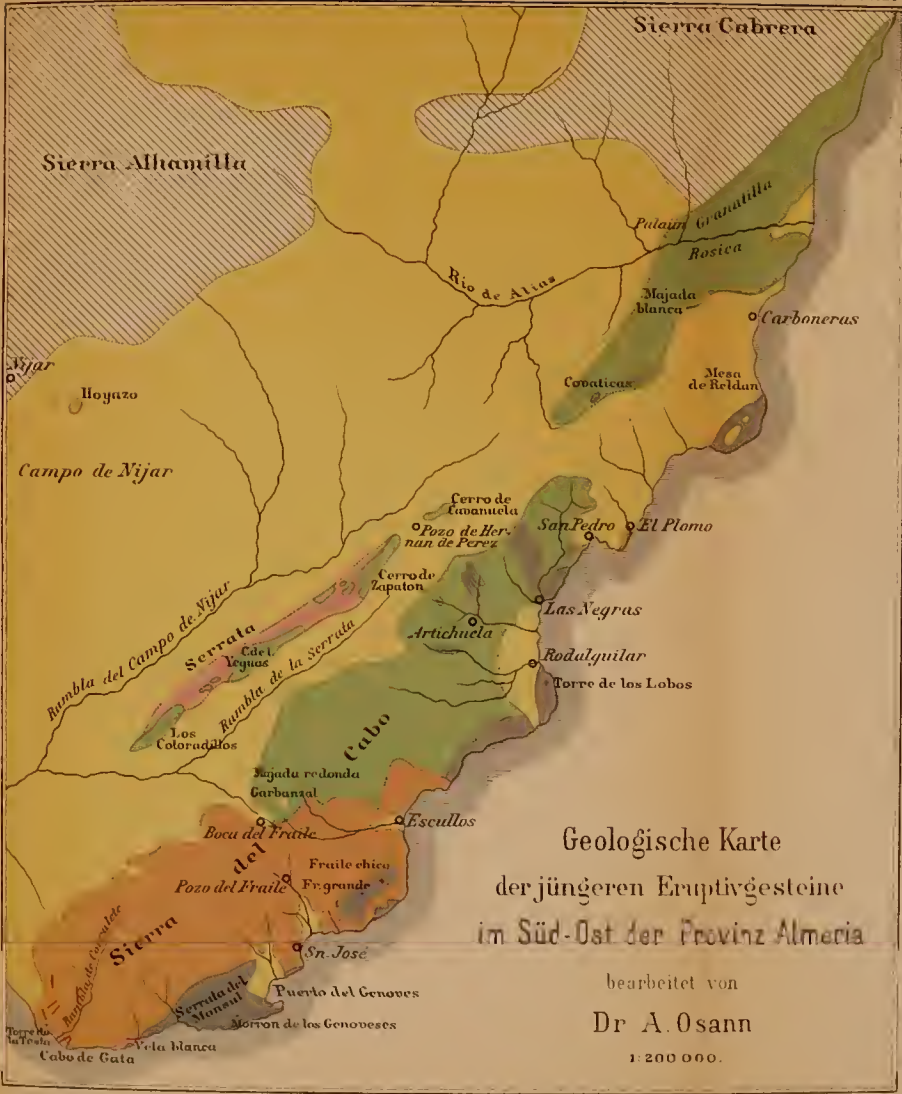 Sierra Cabrera
Sierra Alhamilla
Granatilla
Rosica
Rio de Alias
Majada
blanca
Carboneras
Nijar
Hoyazo
Covaticas
Mesa
de Roldan
Campo de Nijar
Cerro de
Pozo de Her-
nan de Perez
San Pedro
El Plomo
Cerro de
Zapaton
Las Negras
Artichuela
Rambla del Campo de Nijar
Serrata
C. del.
Yeguas
Rambla de la Serrata
Rodalquilar
Torre de los Lobos
Los
Coloradillos
Majada redonda
Garbanzal
Boca del Fraile
Escullos
Sierra del Cabo
Fraile chico
Fr. grande
Pozo del Fraile
Sn. José
Serrata del
Monsul
Puerto del Genoves
Morron de los Genoveses
Rambla de
Cabo de Gata
Vela blanca
Geologische Karte
der jüngeren Eruptivgesteine
im Süd-Ost der Provinz Almeria
bearbeitet von
Dr A. Osann
1:200 000.